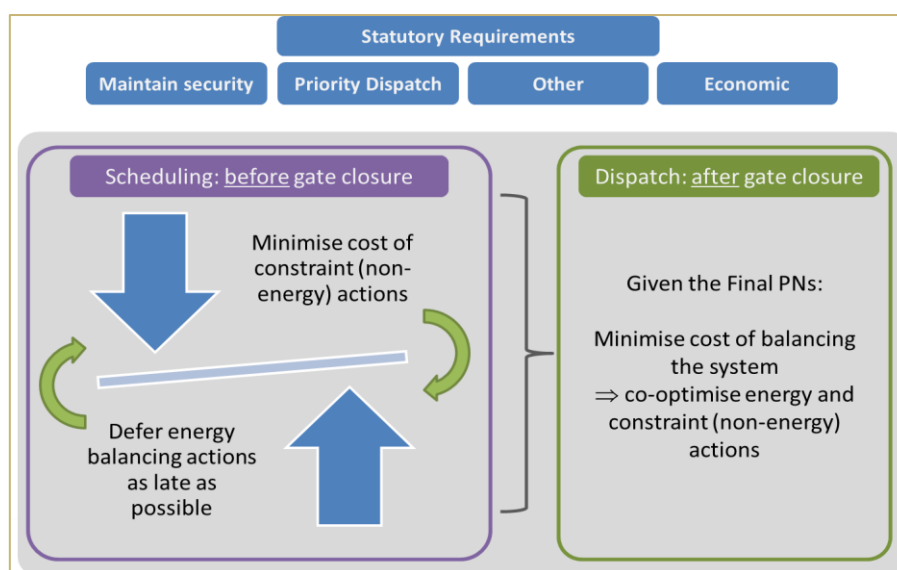 Statutory Requirements
Maintain security
Priority Dispatch
Other
Economic
Scheduling: before gate closure
Minimise cost of
constraint (non-
energy) actions
Defer energy
balancing actions
as late as
possible
Dispatch: after gate closure
Given the Final PNs:
Minimise cost of balancing
the system
⇒ co-optimise energy and
constraint (non-energy)
actions